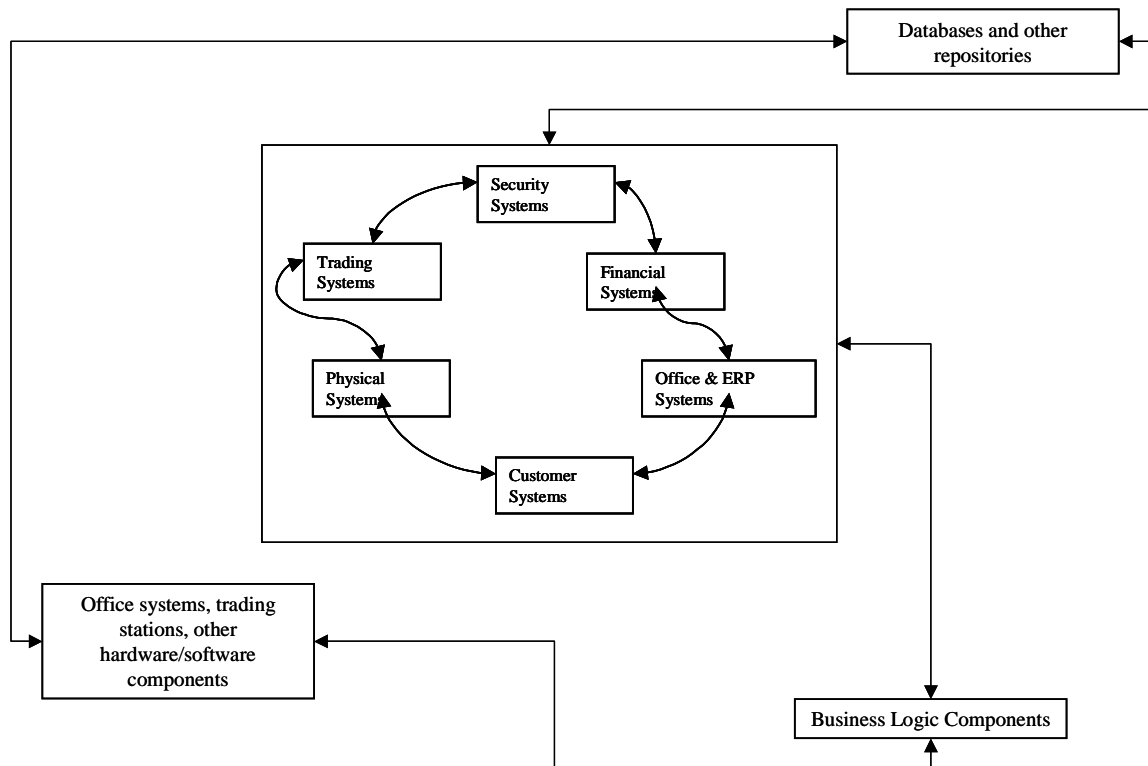 Databases and other
repositories
Security
Systems
Trading
Systems
Financial
Systems
Physical
Systems
Office & ERP
Systems
Customer
Systems
Office systems, trading
stations, other
hardware/software
components
Business Logic Components